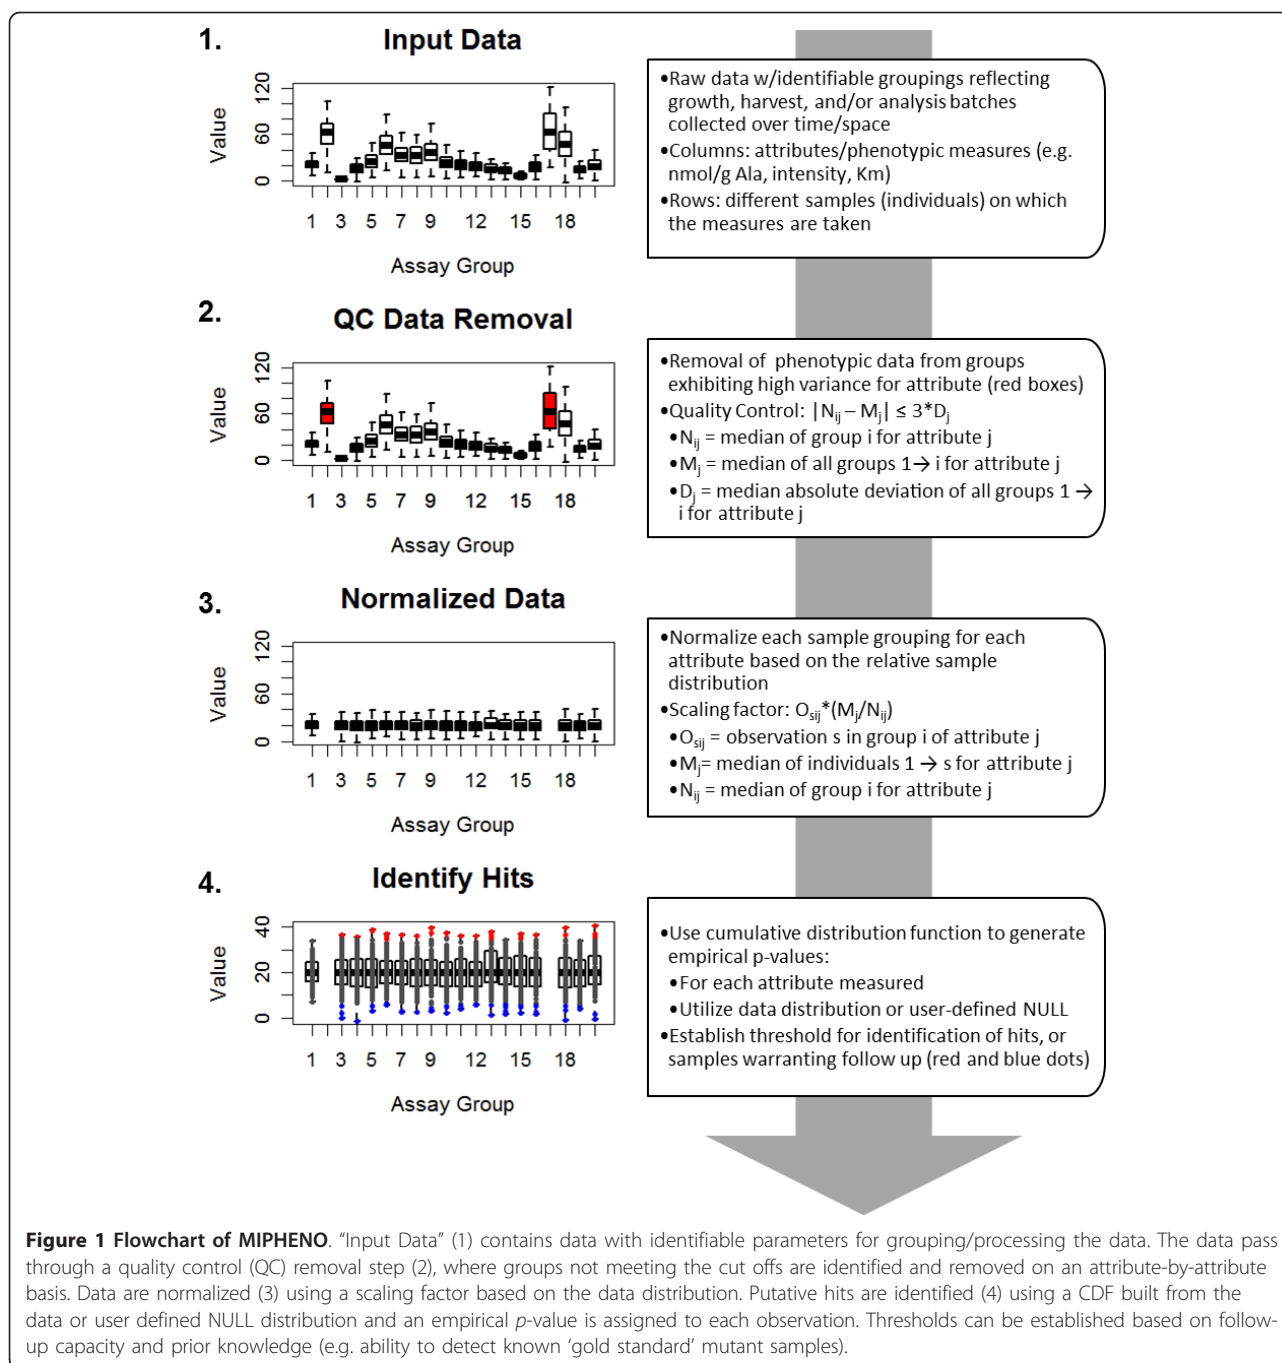 1.
Input Data
120
60
0
Value
1 3 5 7 9 12 15 18
Assay Group
•Raw data w/identifiable groupings reflecting
growth, harvest, and/or analysis batches
collected over time/space
•Columns: attributes/phenotypic measures (e.g.
nmol/g Ala, intensity, Km)
•Rows: different samples (individuals) on which
the measures are taken
2.
QC Data Removal
120
60
0
Value
1 3 5 7 9 12 15 18
Assay Group
•Removal of phenotypic data from groups
exhibiting high variance for attribute (red boxes)
•Quality Control: |Nij – Mj| ≤ 3*Dj
•Nij = median of group i for attribute j
•Mj = median of all groups 1→ i for attribute j
•Dj = median absolute deviation of all groups 1 →
i for attribute j
3.
Normalized Data
120
60
0
Value
1 3 5 7 9 12 15 18
Assay Group
•Normalize each sample grouping for each
attribute based on the relative sample
distribution
•Scaling factor: Osij*(Mj/Nij)
•Osij = observation s in group i of attribute j
•Mj= median of individuals 1 → s for attribute j
•Nij = median of group i for attribute j
4.
Identify Hits
40
20
0
Value
1 3 5 7 9 12 15 18
Assay Group
•Use cumulative distribution function to generate
empirical p-values:
•For each attribute measured
•Utilize data distribution or user-defined NULL
•Establish threshold for identification of hits, or
samples warranting follow up (red and blue dots)
Figure 1 Flowchart of MIPHENO. "Input Data" (1) contains data with identifiable parameters for grouping/processing the data. The data pass
through a quality control (QC) removal step (2), where groups not meeting the cut offs are identified and removed on an attribute-by-attribute
basis. Data are normalized (3) using a scaling factor based on the data distribution. Putative hits are identified (4) using a CDF built from the
data or user defined NULL distribution and an empirical p-value is assigned to each observation. Thresholds can be established based on follow-
up capacity and prior knowledge (e.g. ability to detect known 'gold standard' mutant samples).